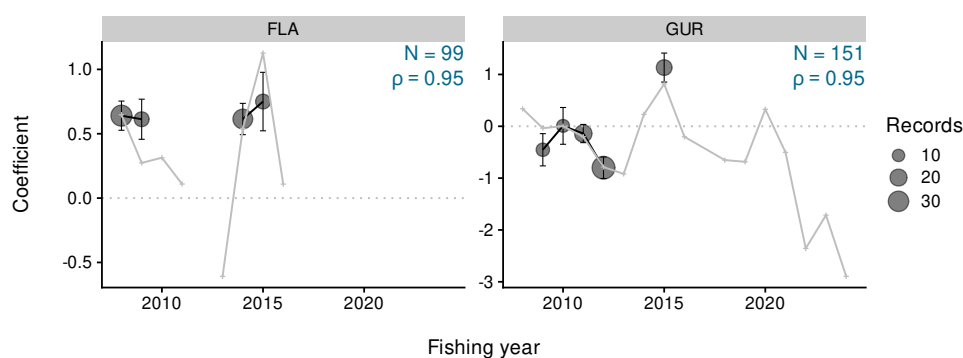 FLA
GUR
N = 99
ρ = 0.95
N = 151
ρ = 0.95
Coefficient
1.0
0.5
0.0
-0.5
1
0
-1
-2
-3
2010
2015
2020
2010
2015
2020
Fishing year
Records
10
20
30